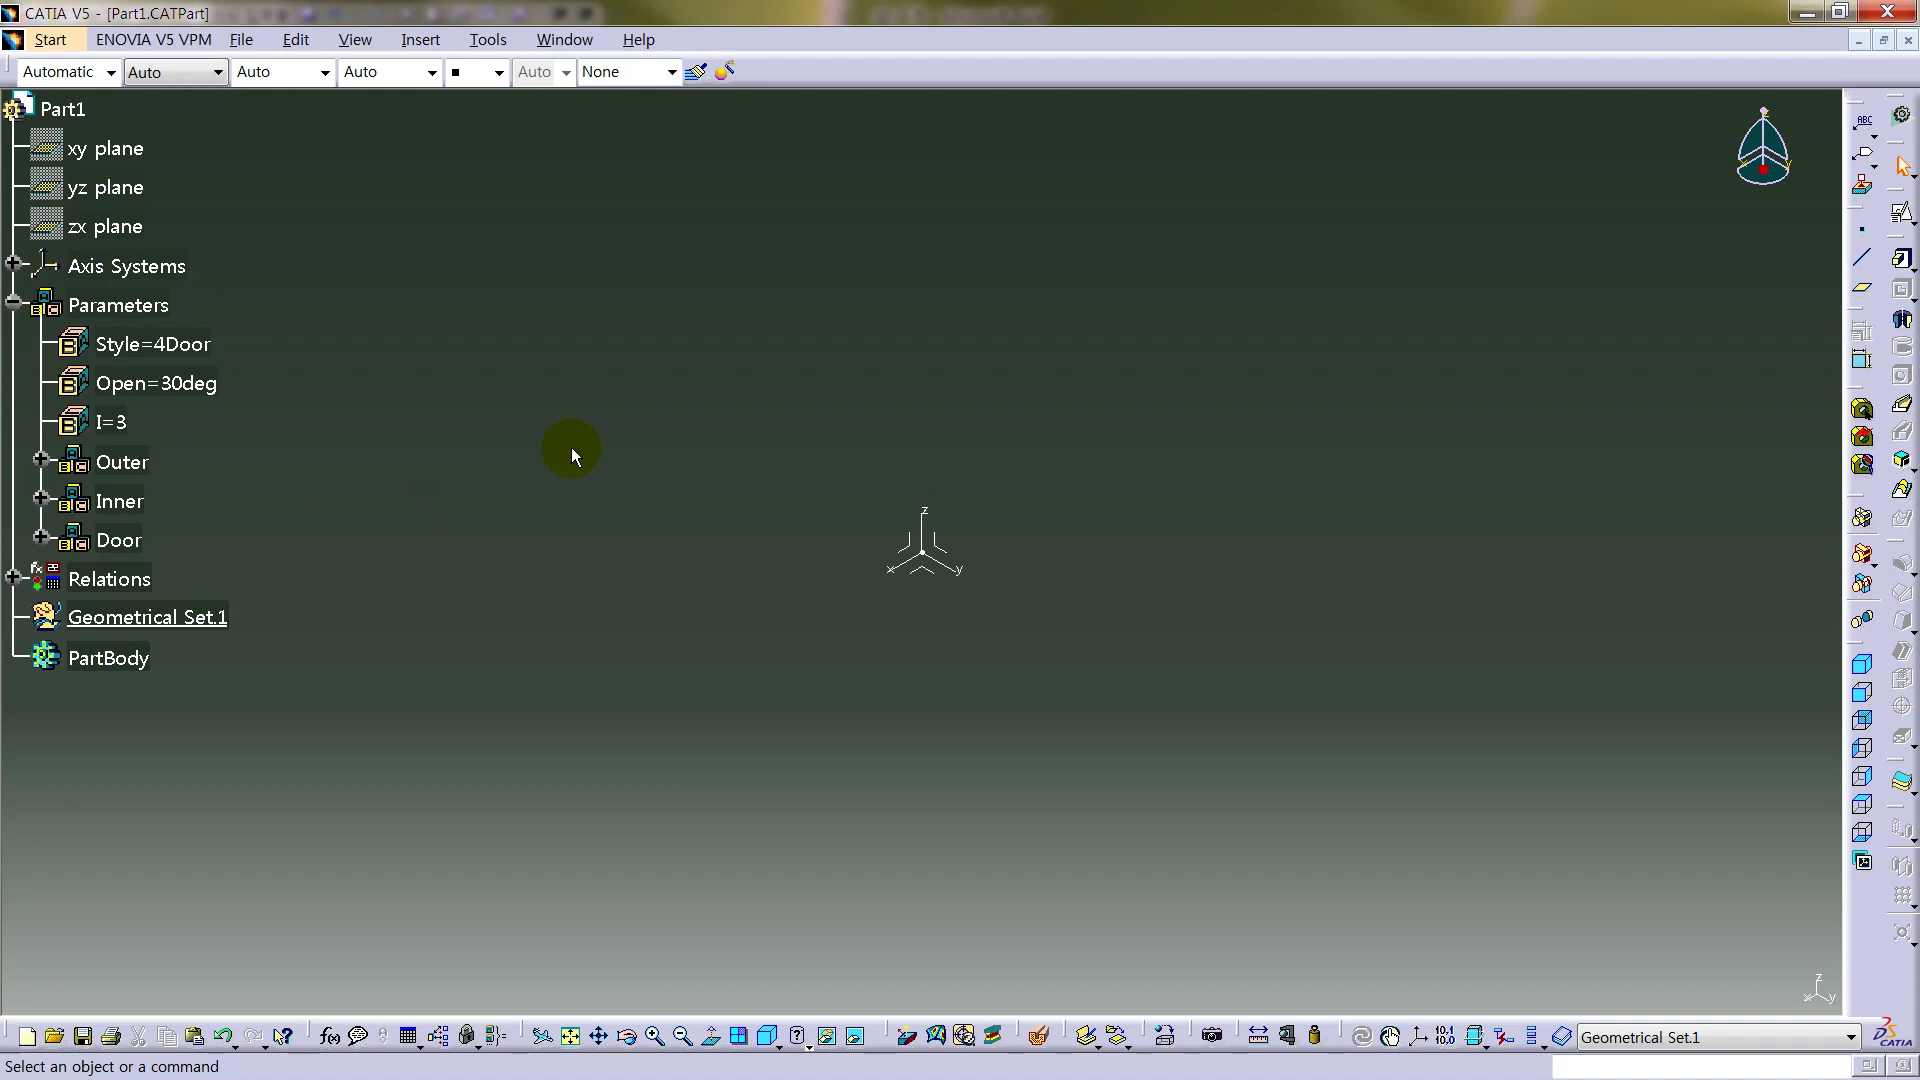 CATIA V5 - [Part1.CATPart]
Start ENOVIA V5 VPM File Edit View Insert Tools Window Help
Automatic Auto Auto Auto Auto None
Part1
xy plane
yz plane
zx plane
Axis Systems
Parameters
Style=4Door
Open=30deg
I=3
Outer
Inner
Door
Relations
Geometrical Set.1
PartBody
z
x y
z
ABC
z
x y
Geometrical Set.1
CATIA
Select an object or a command